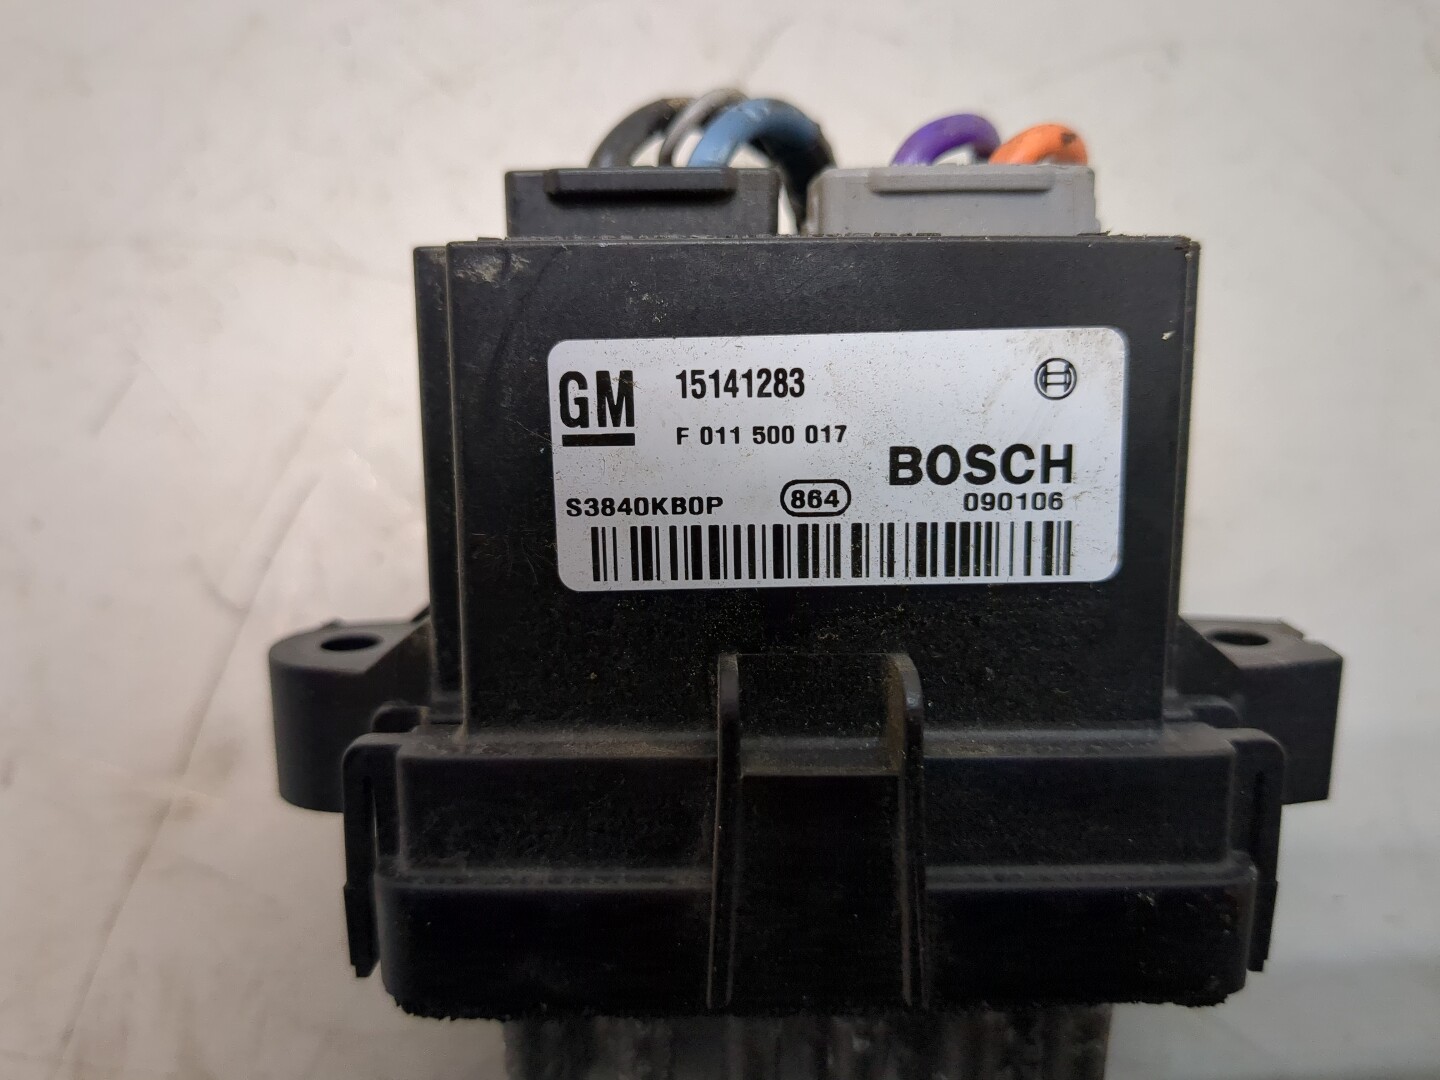 GM 15141283
F 011 500 017
BOSCH
S3840KB0P 864 090106